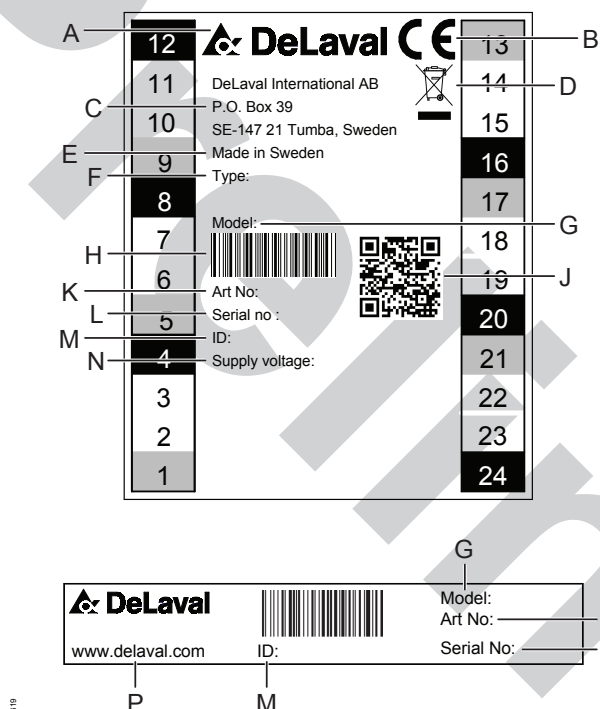 A 12 DeLaval CE 13 B
11 DeLaval International AB 14 D
C P.O. Box 39
10 SE-147 21 Tumba, Sweden 15
E 9 Made in Sweden 16
F Type:
8 17
Model: G
7 18
H
6 19 J
K Art No:
L 5 Serial no : 20
M ID:
N 4 Supply voltage: 21
3 22
2 23
1 24
G
DeLaval Model:
Art No:
www.delaval.com ID: Serial No:
P M